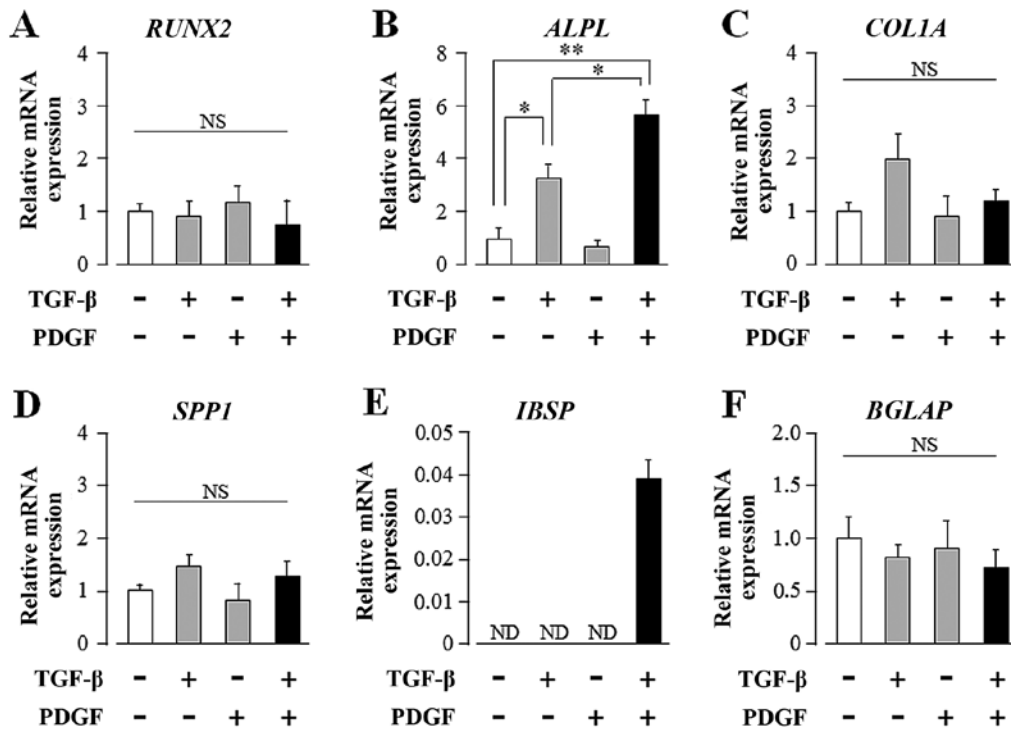 A RUNX2
Relative mRNA
expression
4
3
2
1
0
NS
TGF-β - + - +
PDGF - - + +
B ALPL
Relative mRNA
expression
8
6
4
2
0
**
*
*
TGF-β - + - +
PDGF - - + +
C COL1A
Relative mRNA
expression
4
3
2
1
0
NS
TGF-β - + - +
PDGF - - + +
D SPP1
Relative mRNA
expression
4
3
2
1
0
NS
TGF-β - + - +
PDGF - - + +
E IBSP
Relative mRNA
expression
0.05
0.04
0.03
0.02
0.01
0
ND ND ND
TGF-β - + - +
PDGF - - + +
F BGLAP
Relative mRNA
expression
2.0
1.5
1.0
0.5
0
NS
TGF-β - + - +
PDGF - - + +